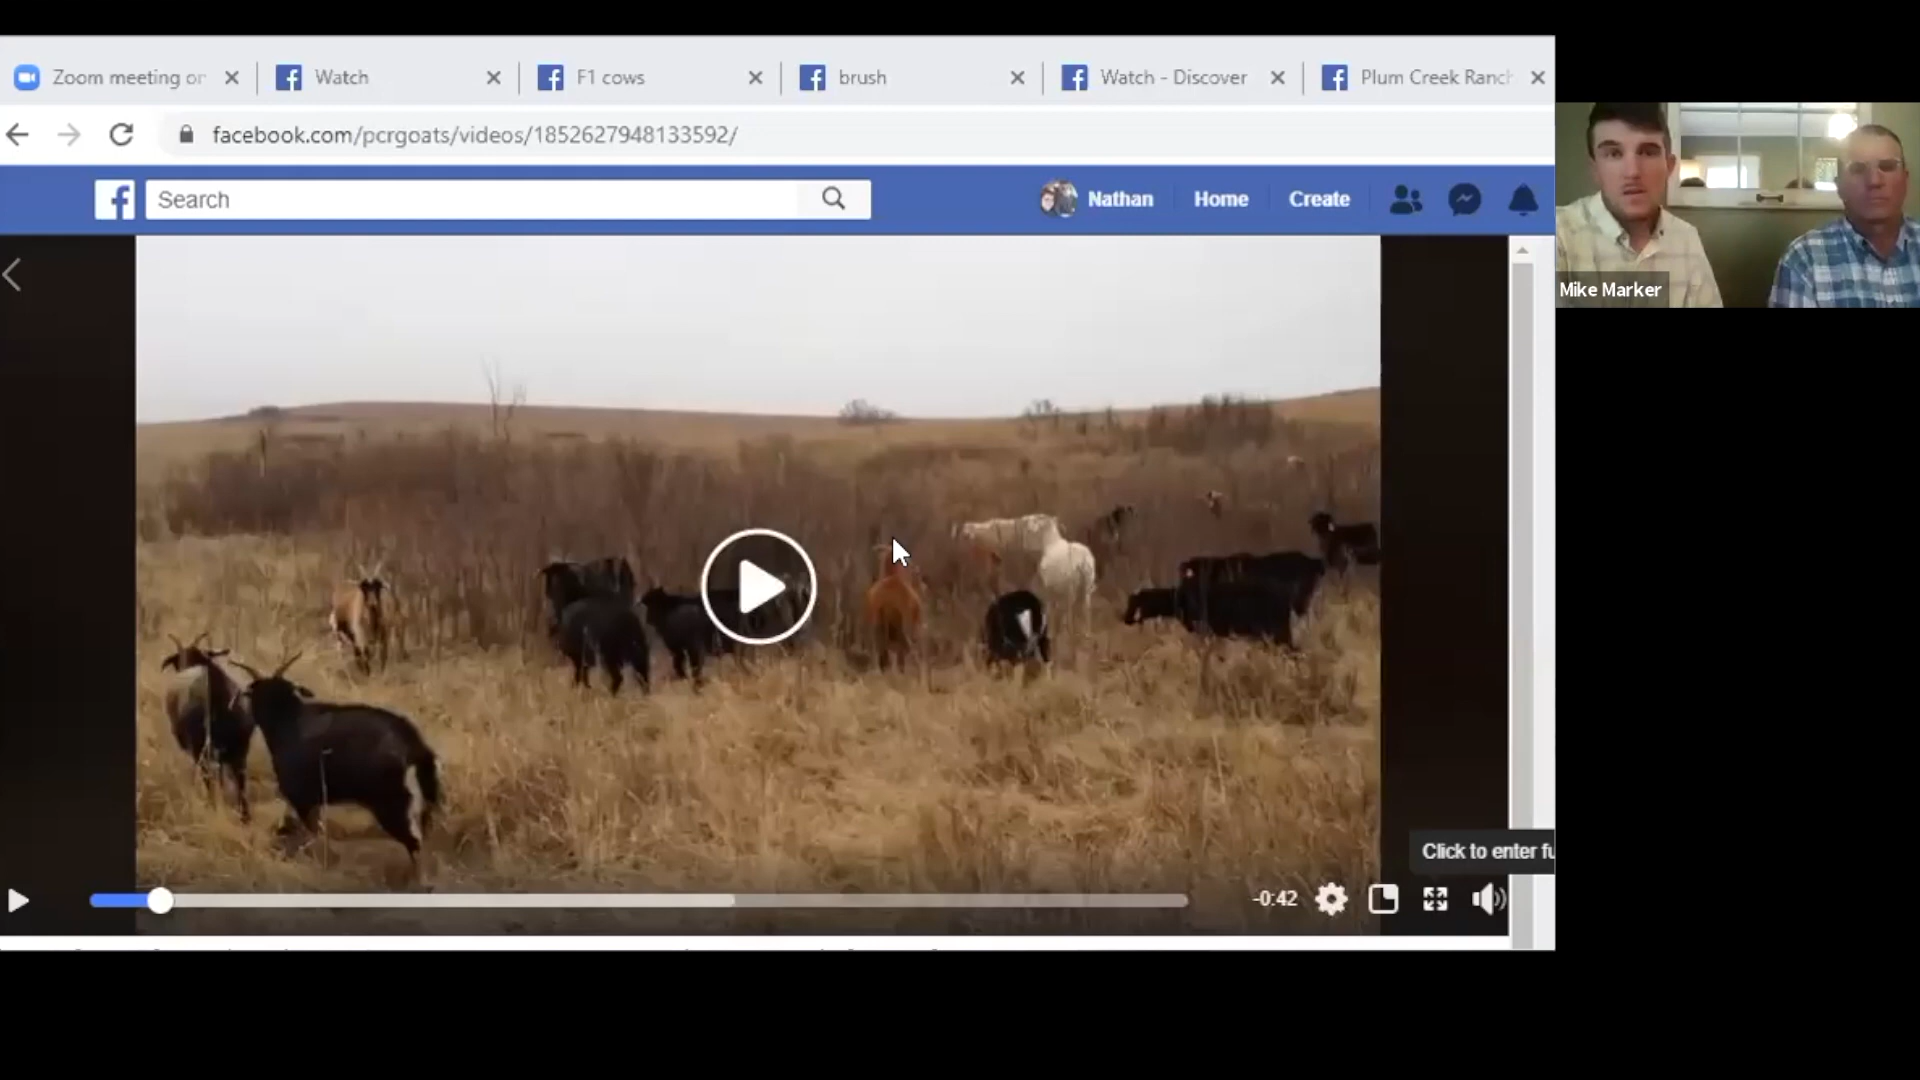 Zoom meeting or
Watch
F1 cows
brush
Watch - Discover
Plum Creek Ranch
facebook.com/pcrgoats/videos/1852627948133592/
Search
Nathan
Home
Create
Mike Marker
Click to enter fu
-0:42